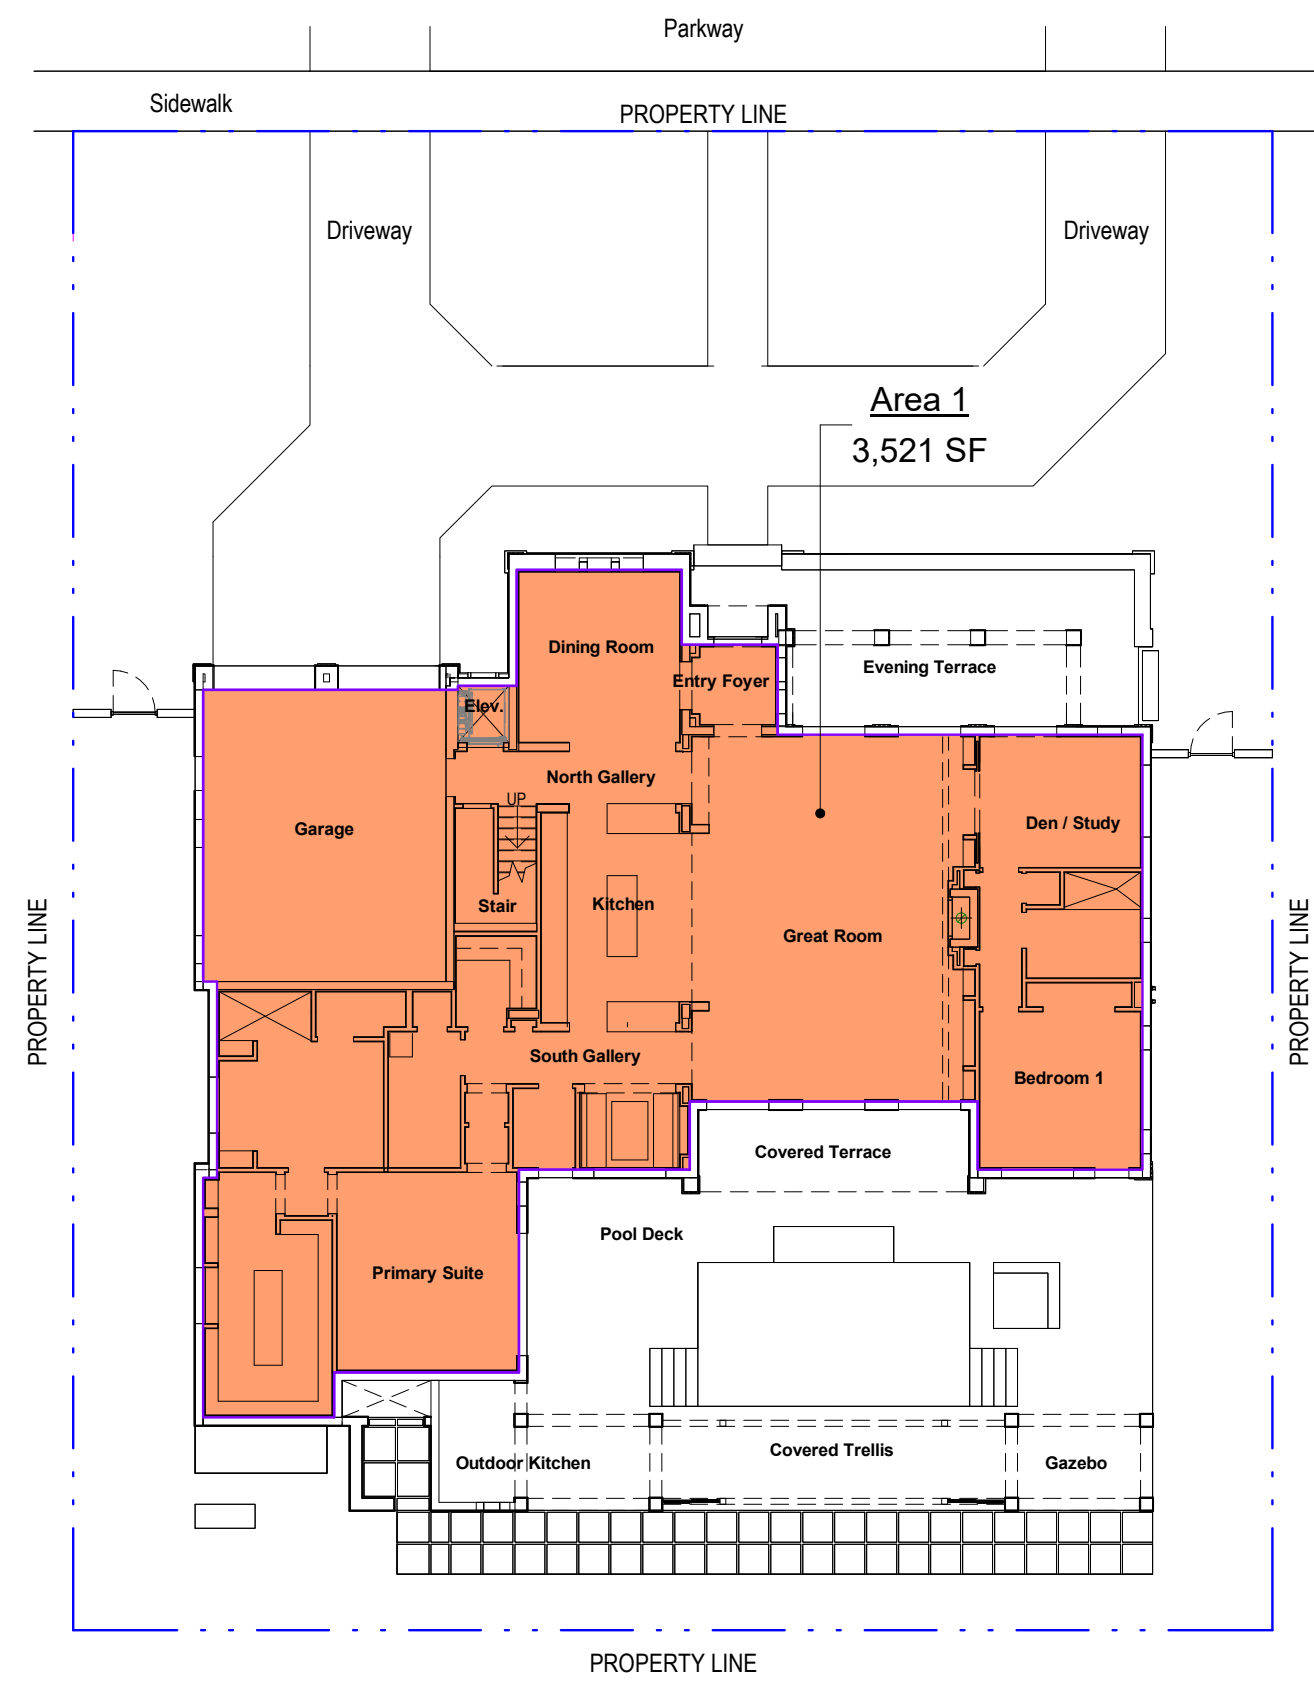 Parkway
Sidewalk
PROPERTY LINE
Driveway
Driveway
Area 1
3,521 SF
Dining Room
Evening Terrace
Entry Foyer
Elev.
North Gallery
UP
Garage
Den / Study
Stair
Kitchen
Great Room
PROPERTY LINE
PROPERTY LINE
South Gallery
Bedroom 1
Covered Terrace
Pool Deck
Primary Suite
Outdoor Kitchen
Covered Trellis
Gazebo
PROPERTY LINE